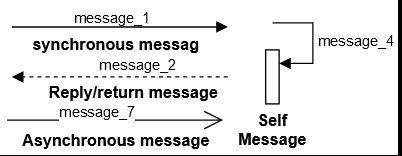 message_1
synchronous messag
message_2
Reply/return message
message_7
Asynchronous message
message_4
Self
Message